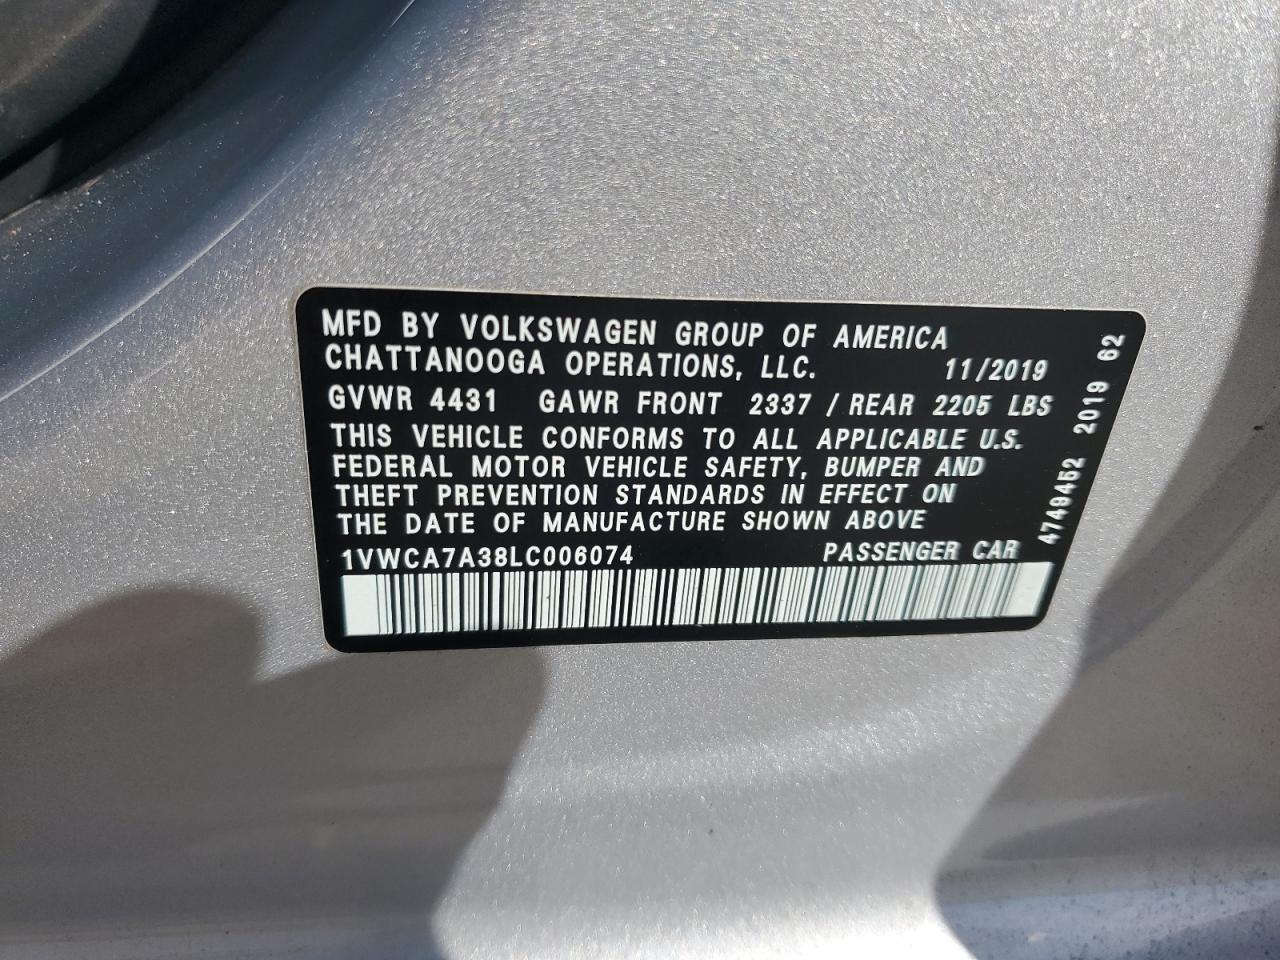 MFD BY VOLKSWAGEN GROUP OF AMERICA
CHATTANOOGA OPERATIONS, LLC. 11/2019
GVWR 4431 GAWR FRONT 2337 / REAR 2205 LBS
THIS VEHICLE CONFORMS TO ALL APPLICABLE U.S.
FEDERAL MOTOR VEHICLE SAFETY, BUMPER AND
THEFT PREVENTION STANDARDS IN EFFECT ON
THE DATE OF MANUFACTURE SHOWN ABOVE
1VWCA7A38LC006074 PASSENGER CAR
4749452 2019 62